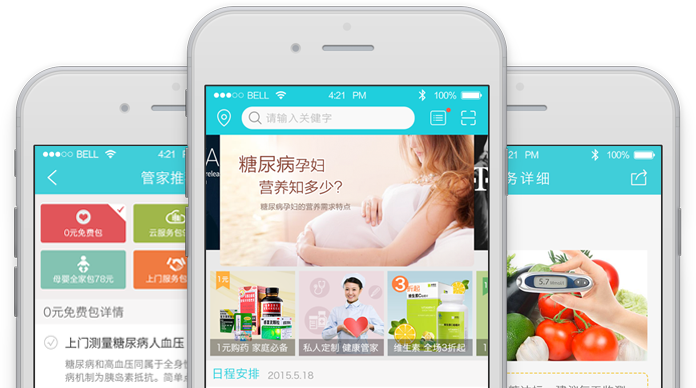 BELL 4:21 PM
管家推
0元免费包
云服务包
母婴全家包78元
上门服务包
0元免费包详情
上门测量糖尿病人血压
糖尿病和高血压同属于全身
病机制为胰岛素抵抗。简单
BELL 4:21 PM 100%
请输入关健字
糖尿病孕妇
营养知多少?
糖尿病孕妇的营养需求特点
1元
3折起
维生素
1元购药 家庭必备
私人定制 健康管家
维生素 全场3折起
日程安排 2015.5.18
4:21 PM 100%
务详细
5.7